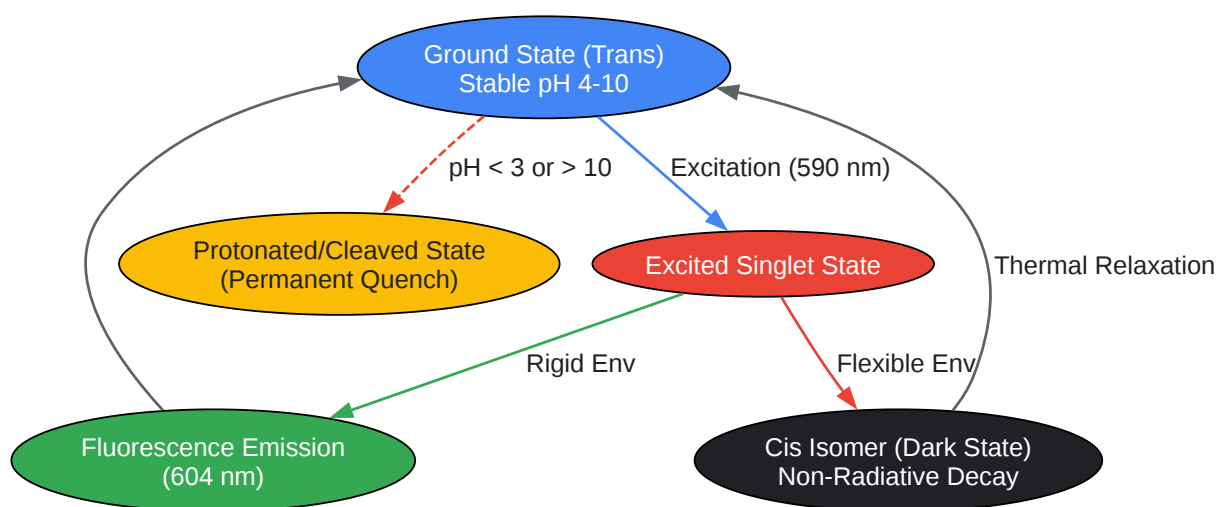 Ground State (Trans)
Stable pH 4-10
pH < 3 or > 10
Excitation (590 nm)
Protonated/Cleaved State
(Permanent Quench)
Excited Singlet State
Thermal Relaxation
Rigid Env
Flexible Env
Fluorescence Emission
(604 nm)
Cis Isomer (Dark State)
Non-Radiative Decay